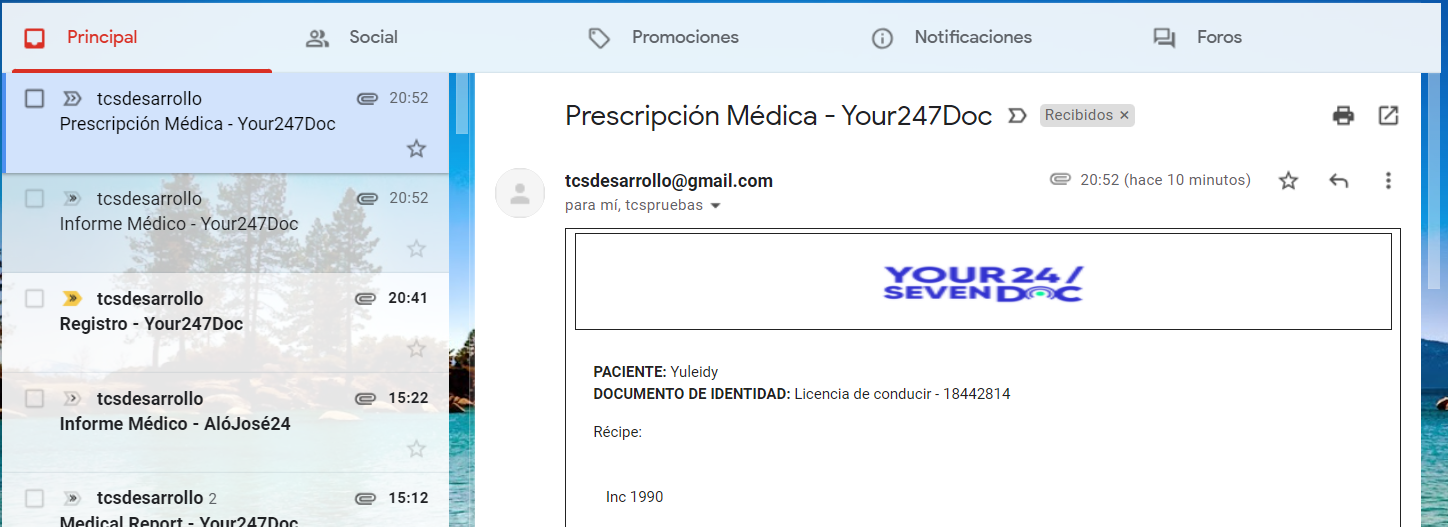 Principal
Social
Promociones
Notificaciones
Foros
tcsdesarrollo 20:52
Prescripción Médica - Your247Doc
tcsdesarrollo 20:52
Informe Médico - Your247Doc
tcsdesarrollo 20:41
Registro - Your247Doc
tcsdesarrollo 15:22
Informe Médico - AlóJosé24
tcsdesarrollo 2 15:12
Medical Report - Your247Doc
Prescripción Médica - Your247Doc Recibidos ×
tcsdesarrollo@gmail.com 20:52 (hace 10 minutos)
para mí, tcspruebas
YOUR 24/
SEVEN DOC
PACIENTE: Yuleidy
DOCUMENTO DE IDENTIDAD: Licencia de conducir - 18442814
Récipe:
Inc 1990